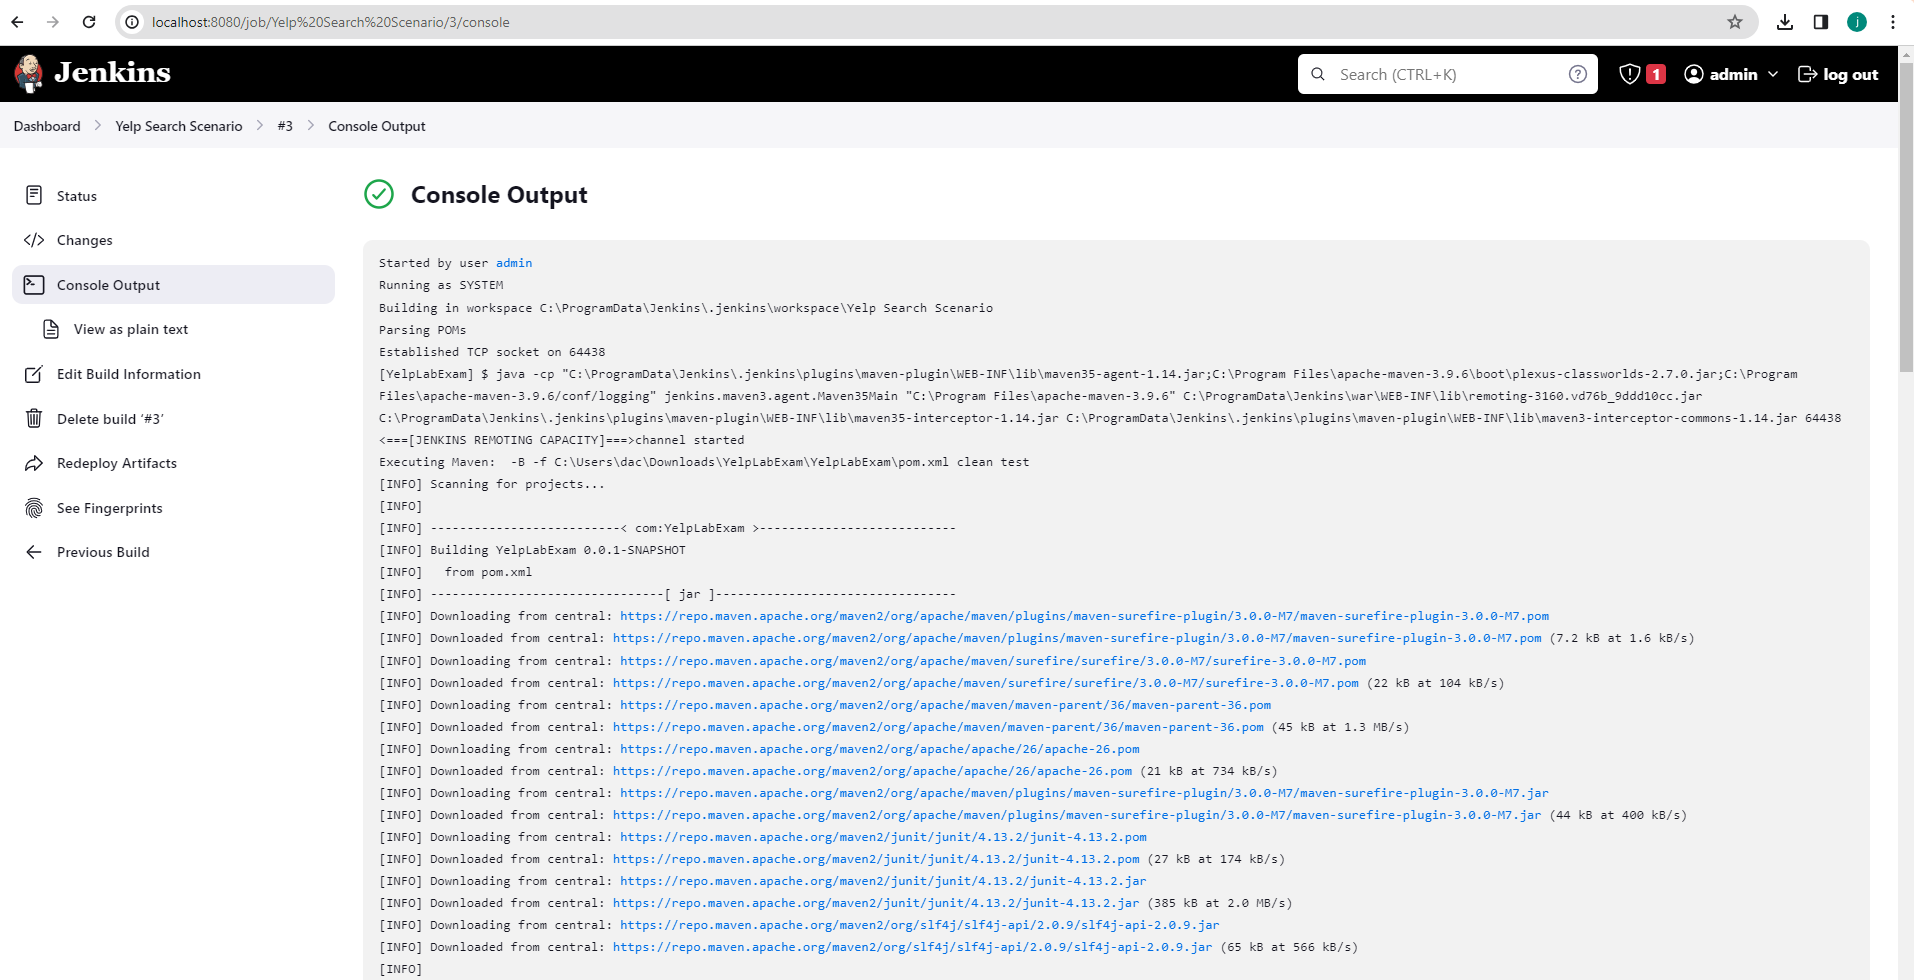 localhost:8080/job/Yelp%20Search%20Scenario/3/console
j
Jenkins
Search (CTRL+K)
?
1
admin
log out
Dashboard > Yelp Search Scenario > #3 > Console Output
Status
Changes
Console Output
View as plain text
Edit Build Information
Delete build ‘#3’
Redeploy Artifacts
See Fingerprints
Previous Build
Console Output
Started by user admin
Running as SYSTEM
Building in workspace C:\ProgramData\Jenkins\.jenkins\workspace\Yelp Search Scenario
Parsing POMs
Established TCP socket on 64438
[YelpLabExam] $ java -cp "C:\ProgramData\Jenkins\.jenkins\plugins\maven-plugin\WEB-INF\lib\maven35-agent-1.14.jar;C:\Program Files\apache-maven-3.9.6\boot\plexus-classworlds-2.7.0.jar;C:\Program
Files\apache-maven-3.9.6/conf/logging" jenkins.maven3.agent.Maven35Main "C:\Program Files\apache-maven-3.9.6" C:\ProgramData\Jenkins\war\WEB-INF\lib\remoting-3160.vd76b_9ddd10cc.jar
C:\ProgramData\Jenkins\.jenkins\plugins\maven-plugin\WEB-INF\lib\maven35-interceptor-1.14.jar C:\ProgramData\Jenkins\.jenkins\plugins\maven-plugin\WEB-INF\lib\maven3-interceptor-commons-1.14.jar 64438
<===[JENKINS REMOTING CAPACITY]===>channel started
Executing Maven:  -B -f C:\Users\dac\Downloads\YelpLabExam\YelpLabExam\pom.xml clean test
[INFO] Scanning for projects...
[INFO]
[INFO] --------------------------< com:YelpLabExam >---------------------------
[INFO] Building YelpLabExam 0.0.1-SNAPSHOT
[INFO]   from pom.xml
[INFO] --------------------------------[ jar ]---------------------------------
[INFO] Downloading from central: https://repo.maven.apache.org/maven2/org/apache/maven/plugins/maven-surefire-plugin/3.0.0-M7/maven-surefire-plugin-3.0.0-M7.pom
[INFO] Downloaded from central: https://repo.maven.apache.org/maven2/org/apache/maven/plugins/maven-surefire-plugin/3.0.0-M7/maven-surefire-plugin-3.0.0-M7.pom (7.2 kB at 1.6 kB/s)
[INFO] Downloading from central: https://repo.maven.apache.org/maven2/org/apache/maven/surefire/surefire/3.0.0-M7/surefire-3.0.0-M7.pom
[INFO] Downloaded from central: https://repo.maven.apache.org/maven2/org/apache/maven/surefire/surefire/3.0.0-M7/surefire-3.0.0-M7.pom (22 kB at 104 kB/s)
[INFO] Downloading from central: https://repo.maven.apache.org/maven2/org/apache/maven/maven-parent/36/maven-parent-36.pom
[INFO] Downloaded from central: https://repo.maven.apache.org/maven2/org/apache/maven/maven-parent/36/maven-parent-36.pom (45 kB at 1.3 MB/s)
[INFO] Downloading from central: https://repo.maven.apache.org/maven2/org/apache/apache/26/apache-26.pom
[INFO] Downloaded from central: https://repo.maven.apache.org/maven2/org/apache/apache/26/apache-26.pom (21 kB at 734 kB/s)
[INFO] Downloading from central: https://repo.maven.apache.org/maven2/org/apache/maven/plugins/maven-surefire-plugin/3.0.0-M7/maven-surefire-plugin-3.0.0-M7.jar
[INFO] Downloaded from central: https://repo.maven.apache.org/maven2/org/apache/maven/plugins/maven-surefire-plugin/3.0.0-M7/maven-surefire-plugin-3.0.0-M7.jar (44 kB at 400 kB/s)
[INFO] Downloading from central: https://repo.maven.apache.org/maven2/junit/junit/4.13.2/junit-4.13.2.pom
[INFO] Downloaded from central: https://repo.maven.apache.org/maven2/junit/junit/4.13.2/junit-4.13.2.pom (27 kB at 174 kB/s)
[INFO] Downloading from central: https://repo.maven.apache.org/maven2/junit/junit/4.13.2/junit-4.13.2.jar
[INFO] Downloaded from central: https://repo.maven.apache.org/maven2/junit/junit/4.13.2/junit-4.13.2.jar (385 kB at 2.0 MB/s)
[INFO] Downloading from central: https://repo.maven.apache.org/maven2/org/slf4j/slf4j-api/2.0.9/slf4j-api-2.0.9.jar
[INFO] Downloaded from central: https://repo.maven.apache.org/maven2/org/slf4j/slf4j-api/2.0.9/slf4j-api-2.0.9.jar (65 kB at 566 kB/s)
[INFO]